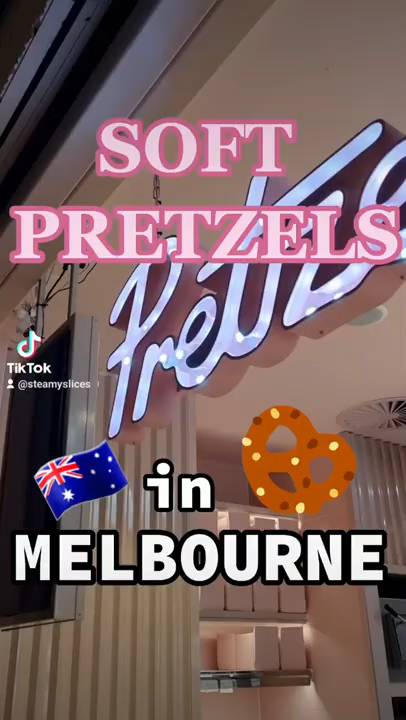 SOFT
PRETZELS
TikTok
@steamyslices
in
MELBOURNE